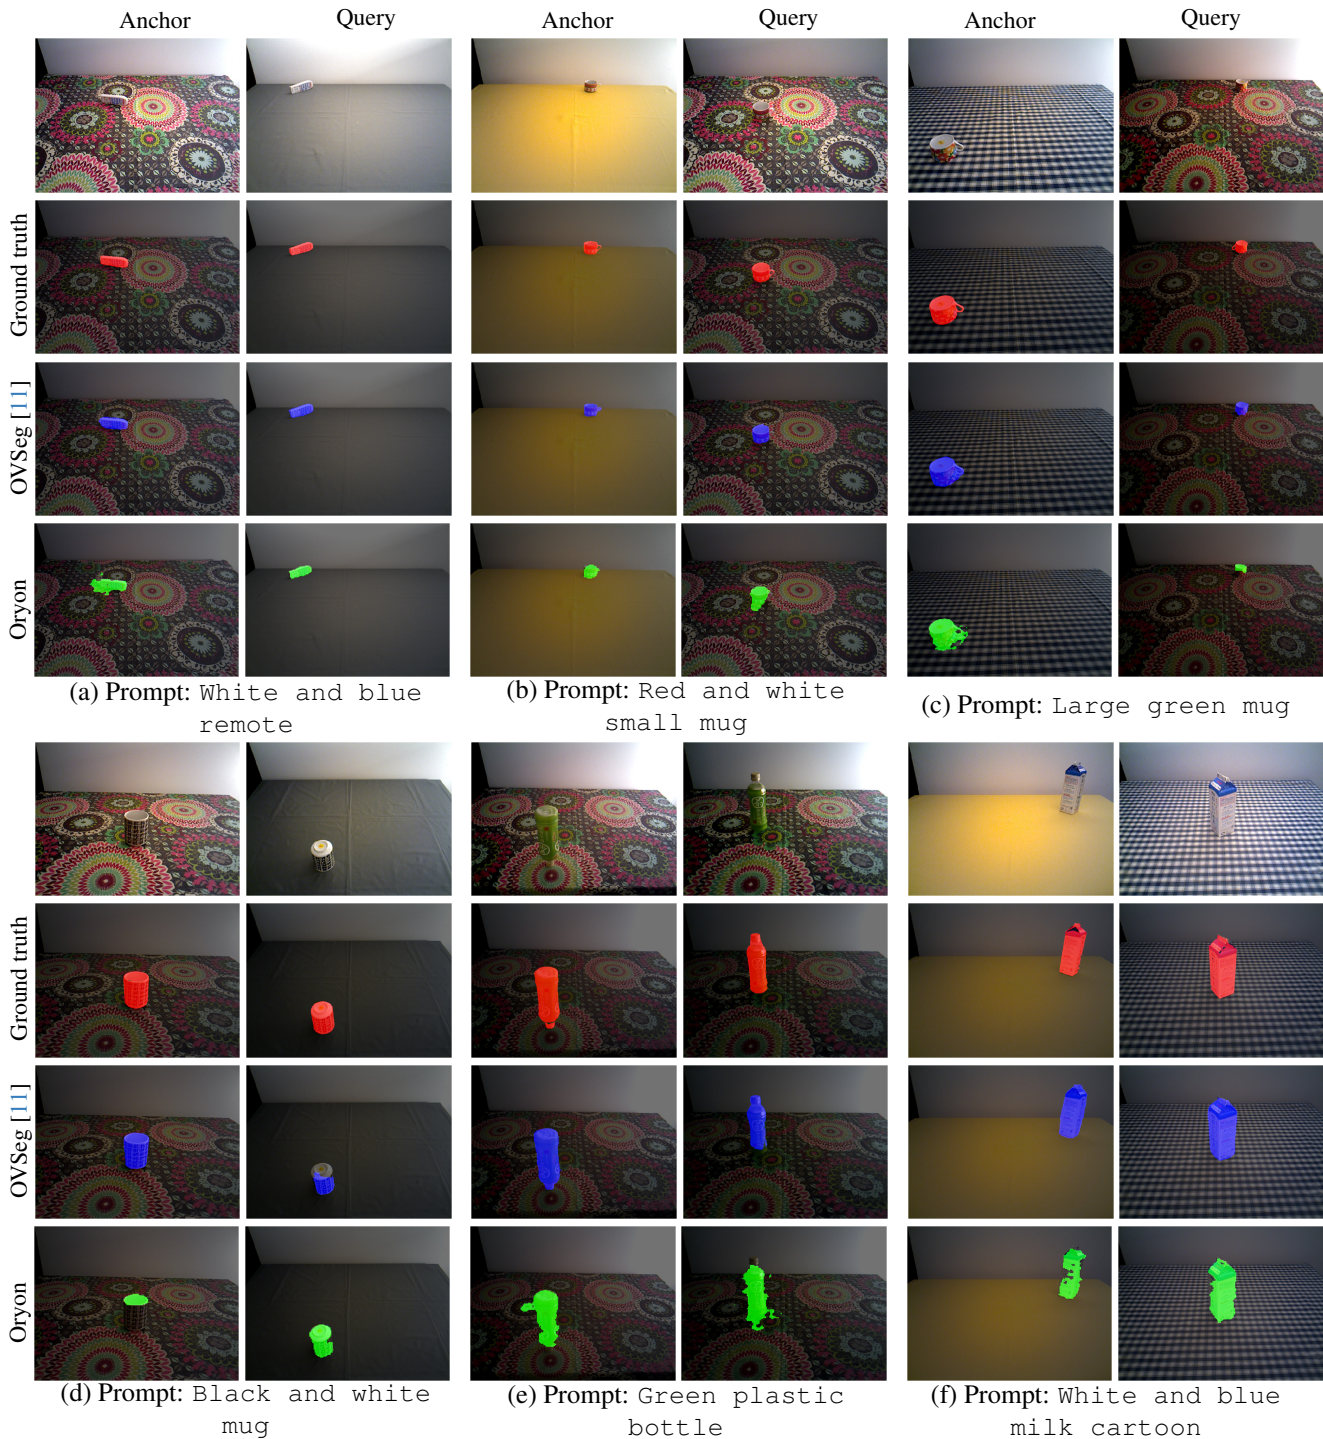 Anchor Query Anchor Query Anchor Query
Ground truth
OVSeg [11]
Oryon
(a) Prompt: White and blue
remote
(b) Prompt: Red and white
small mug
(c) Prompt: Large green mug
Ground truth
OVSeg [11]
Oryon
(d) Prompt: Black and white
mug
(e) Prompt: Green plastic
bottle
(f) Prompt: White and blue
milk cartoon